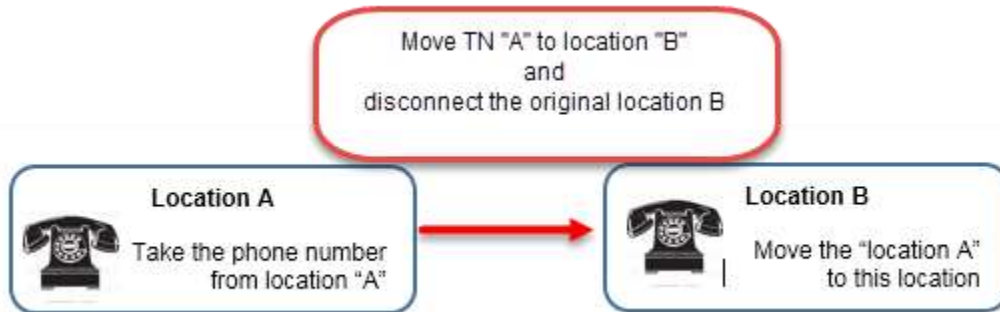 Move TN "A" to location "B"
and
disconnect the original location B
Location A
Take the phone number
from location “A”
Location B
Move the “location A”
to this location